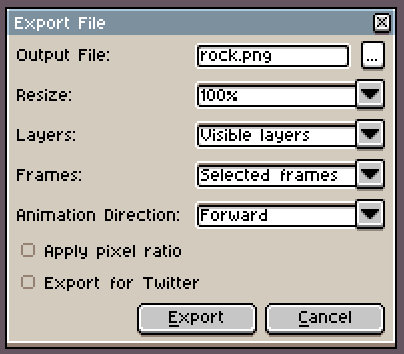 Export File
Output File: rock.png ...
Resize: 100%
Layers: Visible layers
Frames: Selected frames
Animation Direction: Forward
Apply pixel ratio
Export for Twitter
Export Cancel